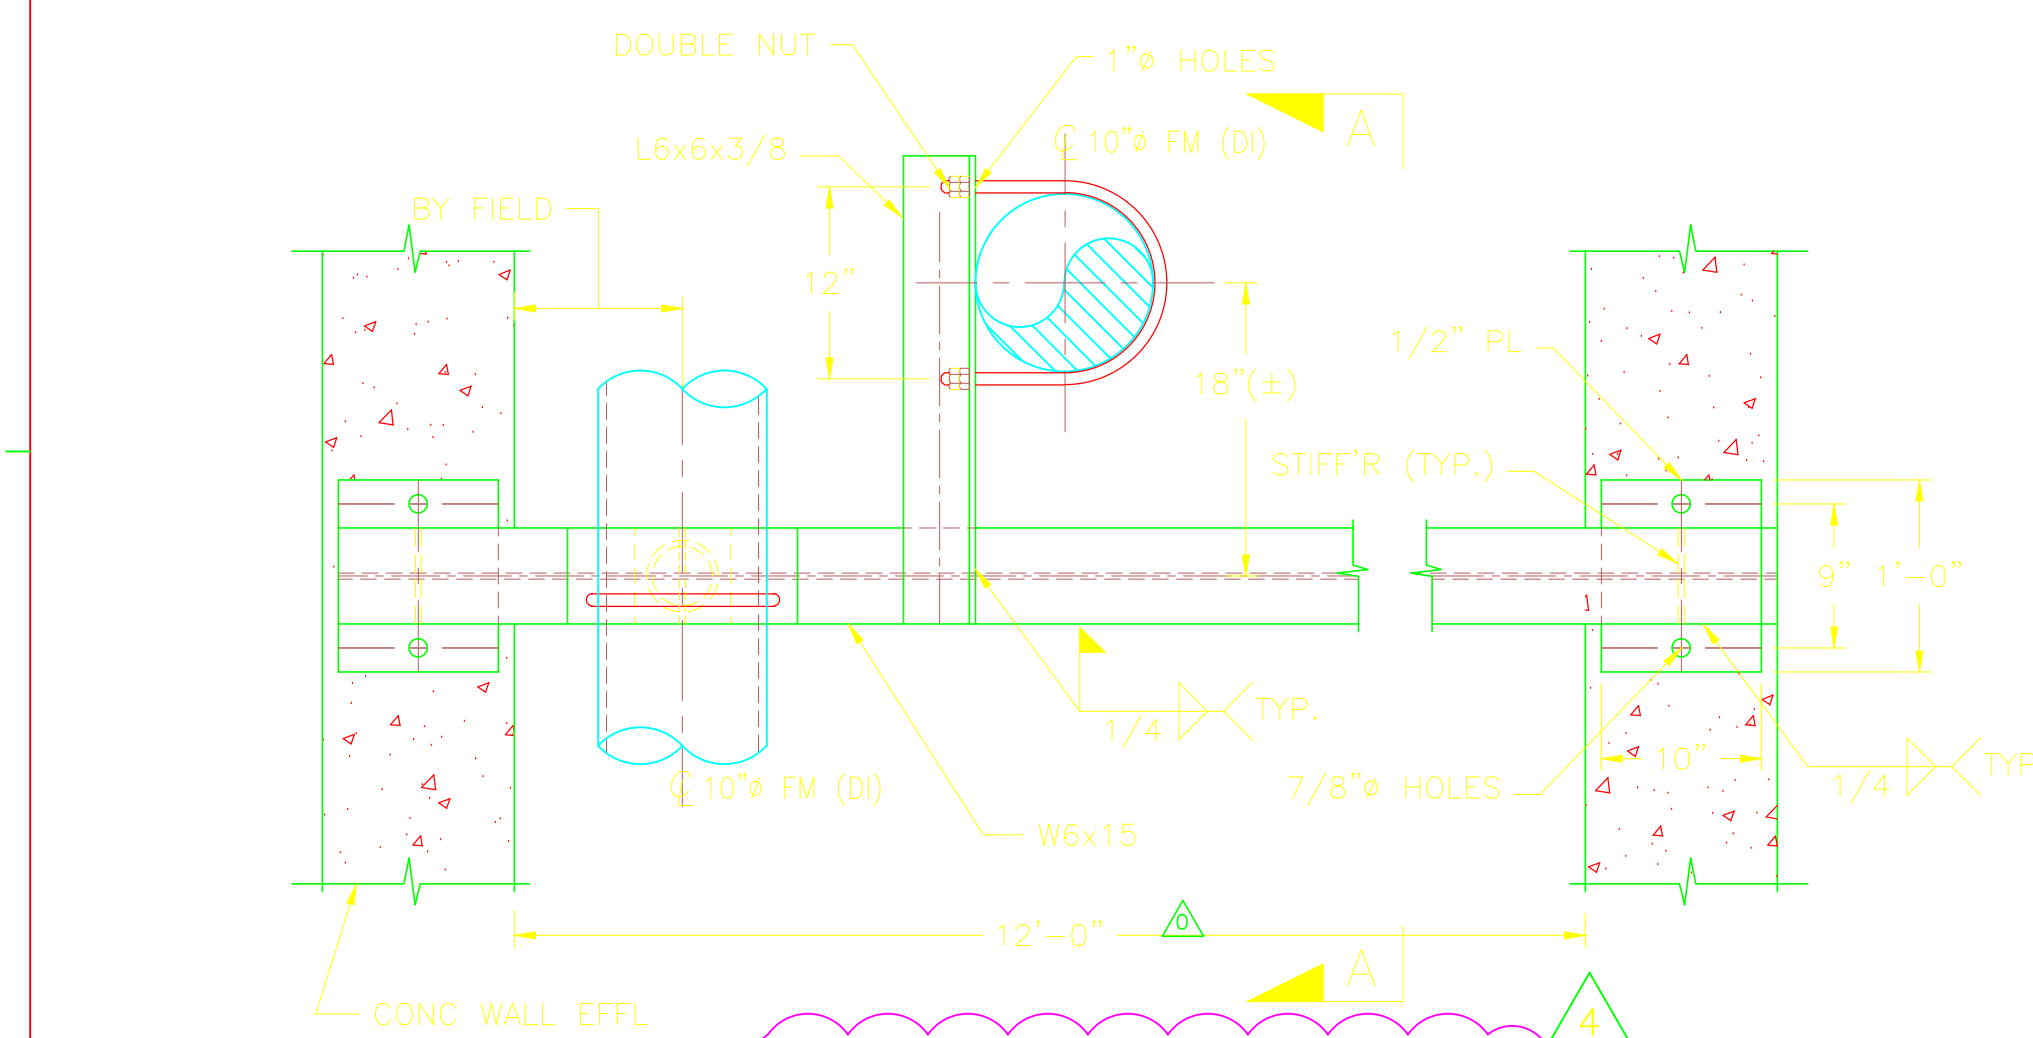 DOUBLE NUT
1"ø HOLES
A
℄ 10"ø FM (DI)
L6x6x3/8
BY FIELD
12"
1/2" PL
18"(±)
STIFF'R (TYP.)
9"
1'-0"
1/4
TYP.
10"
℄ 10"ø FM (DI)
7/8"ø HOLES
1/4
TYP
W6x15
0
12'-0"
A
CONC WALL EFFL
4